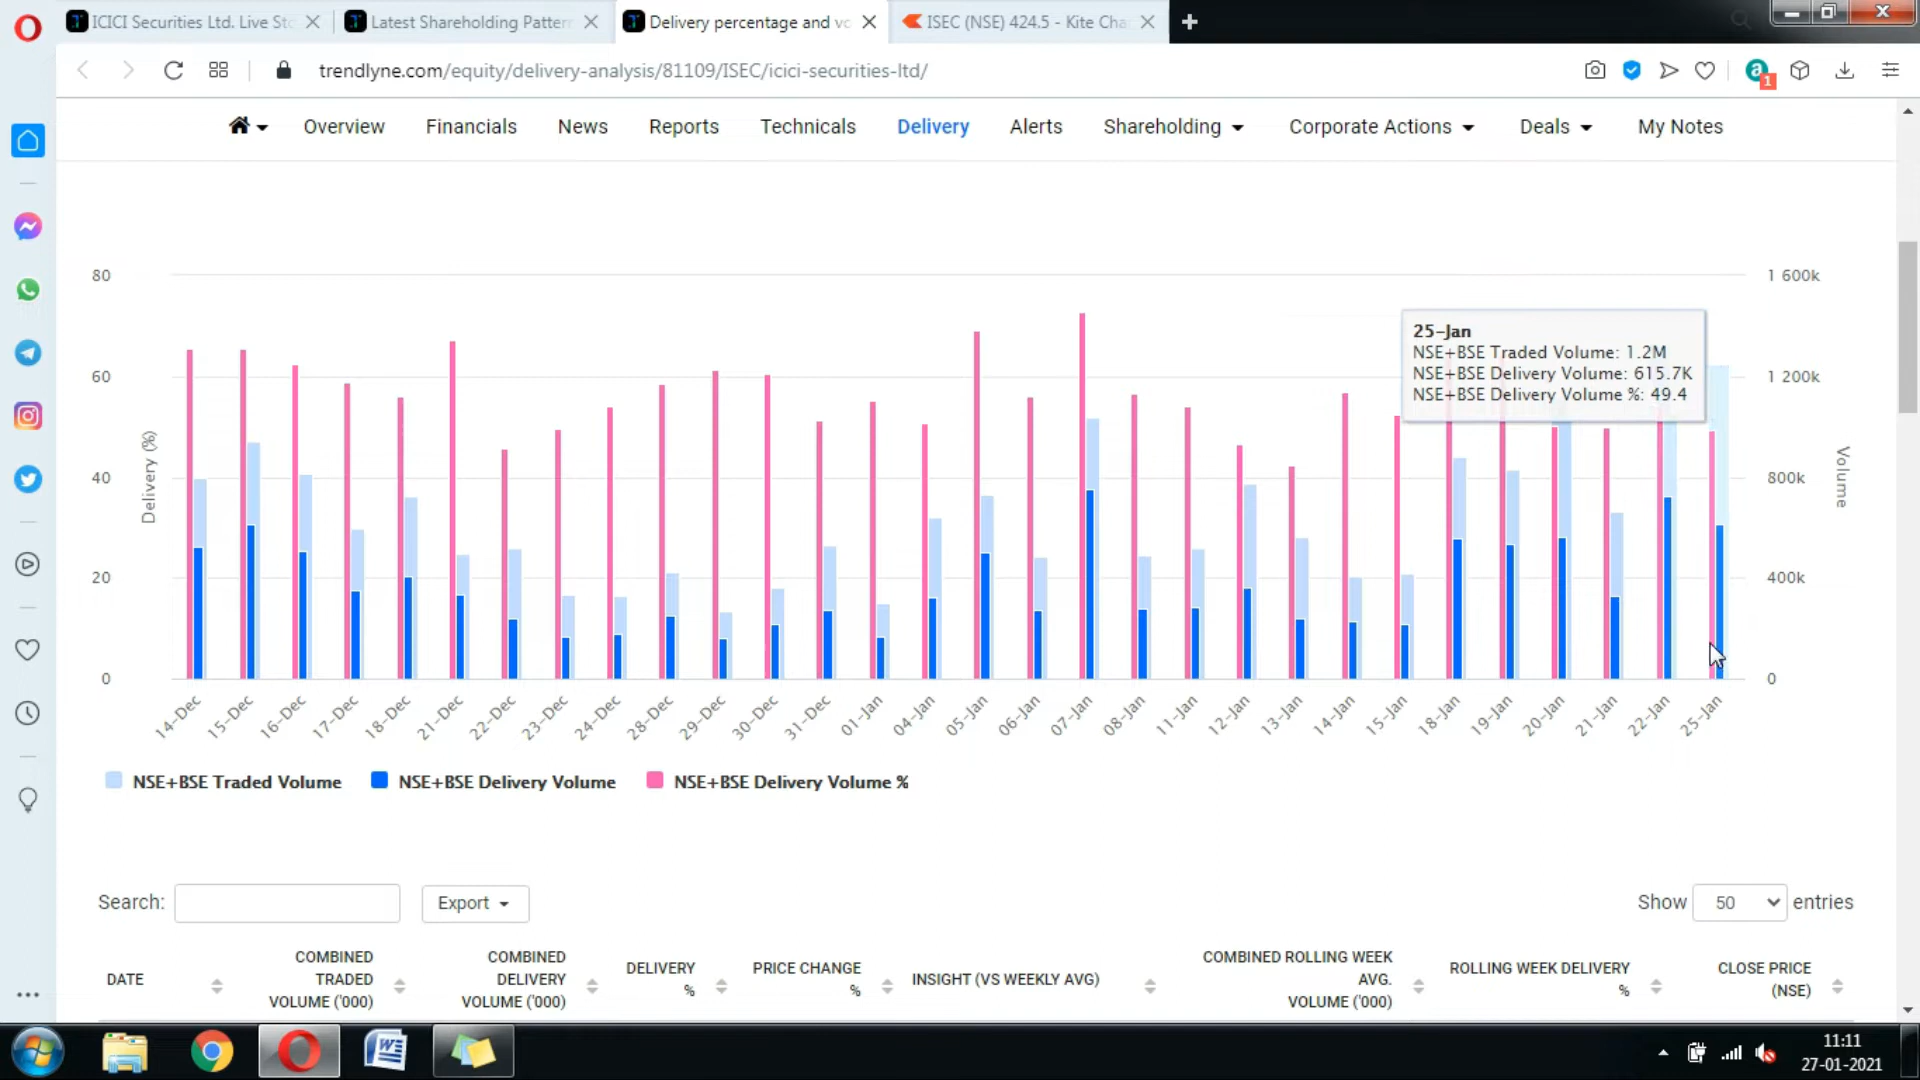 ICICI Securities Ltd. Live Sto
Latest Shareholding Pattern
Delivery percentage and vo
ISEC (NSE) 424.5 - Kite Cha
trendlyne.com/equity/delivery-analysis/81109/ISEC/icici-securities-ltd/
a
1
Overview
Financials
News
Reports
Technicals
Delivery
Alerts
Shareholding
Corporate Actions
Deals
My Notes
80
60
40
20
0
Delivery (%)
1 600k
1 200k
800k
400k
0
Volume
25-Jan
NSE+BSE Traded Volume: 1.2M
NSE+BSE Delivery Volume: 615.7K
NSE+BSE Delivery Volume %: 49.4
14-Dec
15-Dec
16-Dec
17-Dec
18-Dec
21-Dec
22-Dec
23-Dec
24-Dec
28-Dec
29-Dec
30-Dec
31-Dec
01-Jan
04-Jan
05-Jan
06-Jan
07-Jan
08-Jan
11-Jan
12-Jan
13-Jan
14-Jan
15-Jan
18-Jan
19-Jan
20-Jan
21-Jan
22-Jan
25-Jan
NSE+BSE Traded Volume
NSE+BSE Delivery Volume
NSE+BSE Delivery Volume %
Search:
Export
Show 50 entries
DATE
COMBINED
TRADED
VOLUME ('000)
COMBINED
DELIVERY
VOLUME ('000)
DELIVERY
%
PRICE CHANGE
%
INSIGHT (VS WEEKLY AVG)
COMBINED ROLLING WEEK
AVG.
VOLUME ('000)
ROLLING WEEK DELIVERY
%
CLOSE PRICE
(NSE)
11:11
27-01-2021